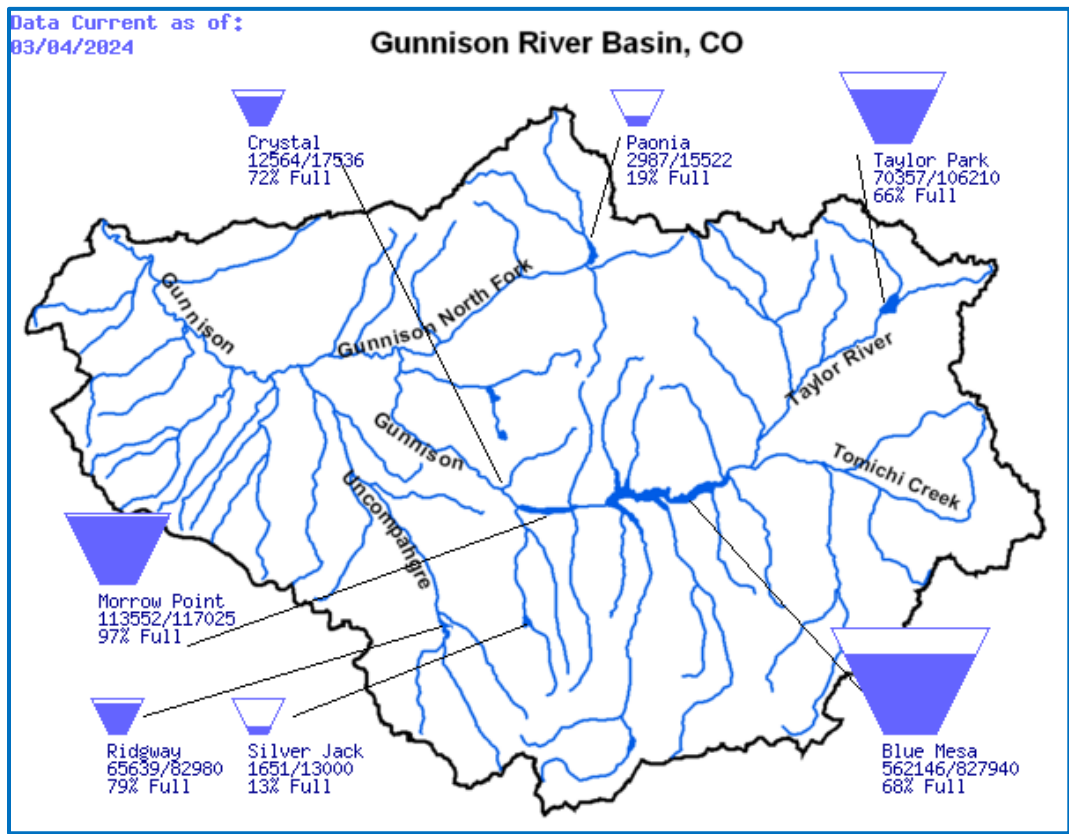 Data Current as of:
03/04/2024
Gunnison River Basin, CO
Crystal
12564/17536
72% Full
Paonia
2987/15522
19% Full
Taylor Park
70357/106210
66% Full
Gunnison
Gunnison North Fork
Taylor River
Gunnison
Tomichi Creek
Uncompahgre
Morrow Point
113552/117025
97% Full
Ridgway
65639/82980
79% Full
Silver Jack
1651/13000
13% Full
Blue Mesa
562146/827940
68% Full